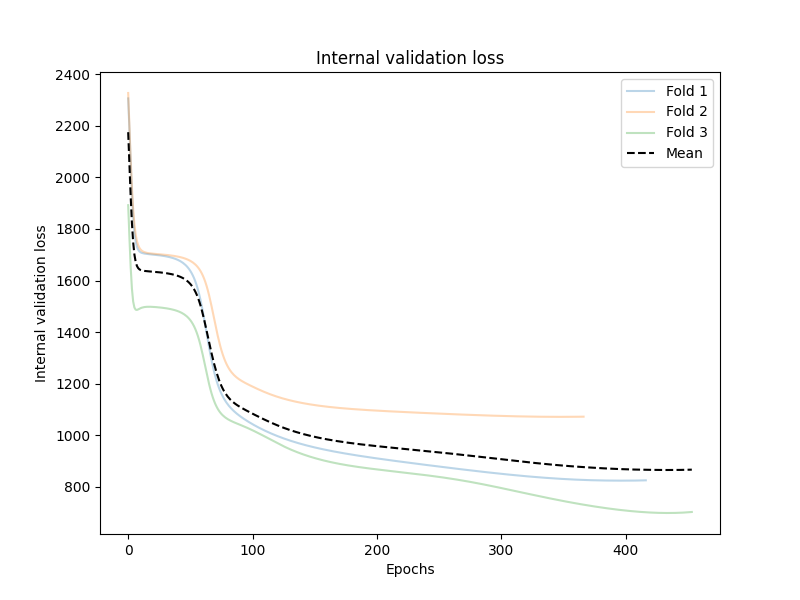 Internal validation loss
Fold 1
Fold 2
Fold 3
Mean
Internal validation loss
2400
2200
2000
1800
1600
1400
1200
1000
800
0
100
200
300
400
Epochs